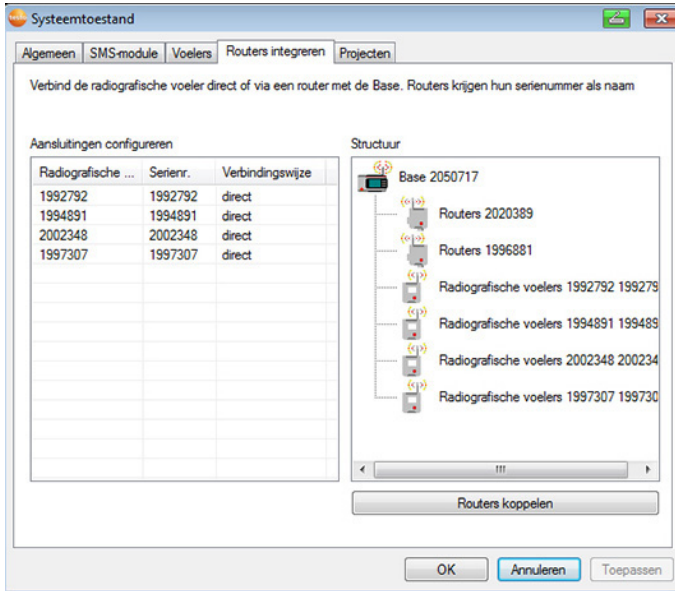 testo
Systeemtoestand
Algemeen SMS-module Voelers Routers integreren Projecten
Verbind de radiografische voeler direct of via een router met de Base. Routers krijgen hun serienummer als naam
Aansluitingen configureren
Radiografische ... Serienr. Verbindingswijze
1992792 1992792 direct
1994891 1994891 direct
2002348 2002348 direct
1997307 1997307 direct
Structuur
Base 2050717
Routers 2020389
Routers 1996881
Radiografische voelers 1992792 199279
Radiografische voelers 1994891 199489
Radiografische voelers 2002348 200234
Radiografische voelers 1997307 199730
Routers koppelen
OK Annuleren Toepassen